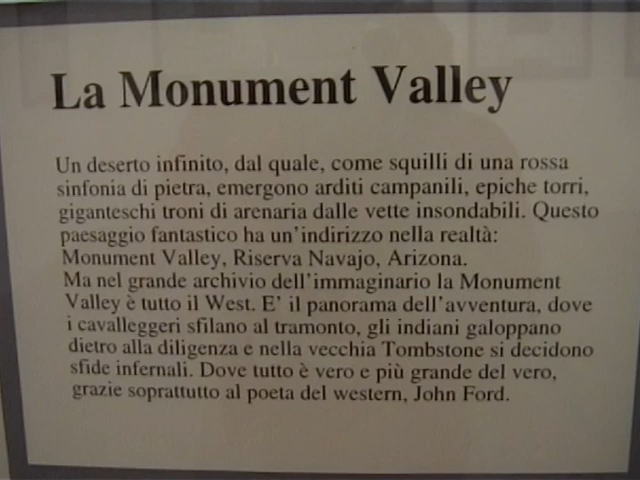 La Monument Valley
Un deserto infinito, dal quale, come squilli di una rossa
sinfonia di pietra, emergono arditi campanili, epiche torri,
giganteschi troni di arenaria dalle vette insondabili. Questo
paesaggio fantastico ha un'indirizzo nella realtà:
Monument Valley, Riserva Navajo, Arizona.
Ma nel grande archivio dell'immaginario la Monument
Valley è tutto il West. E' il panorama dell'avventura, dove
i cavalleggeri sfilano al tramonto, gli indiani galoppano
dietro alla diligenza e nella vecchia Tombstone si decidono
sfide infernali. Dove tutto è vero e più grande del vero,
grazie soprattutto al poeta del western, John Ford.